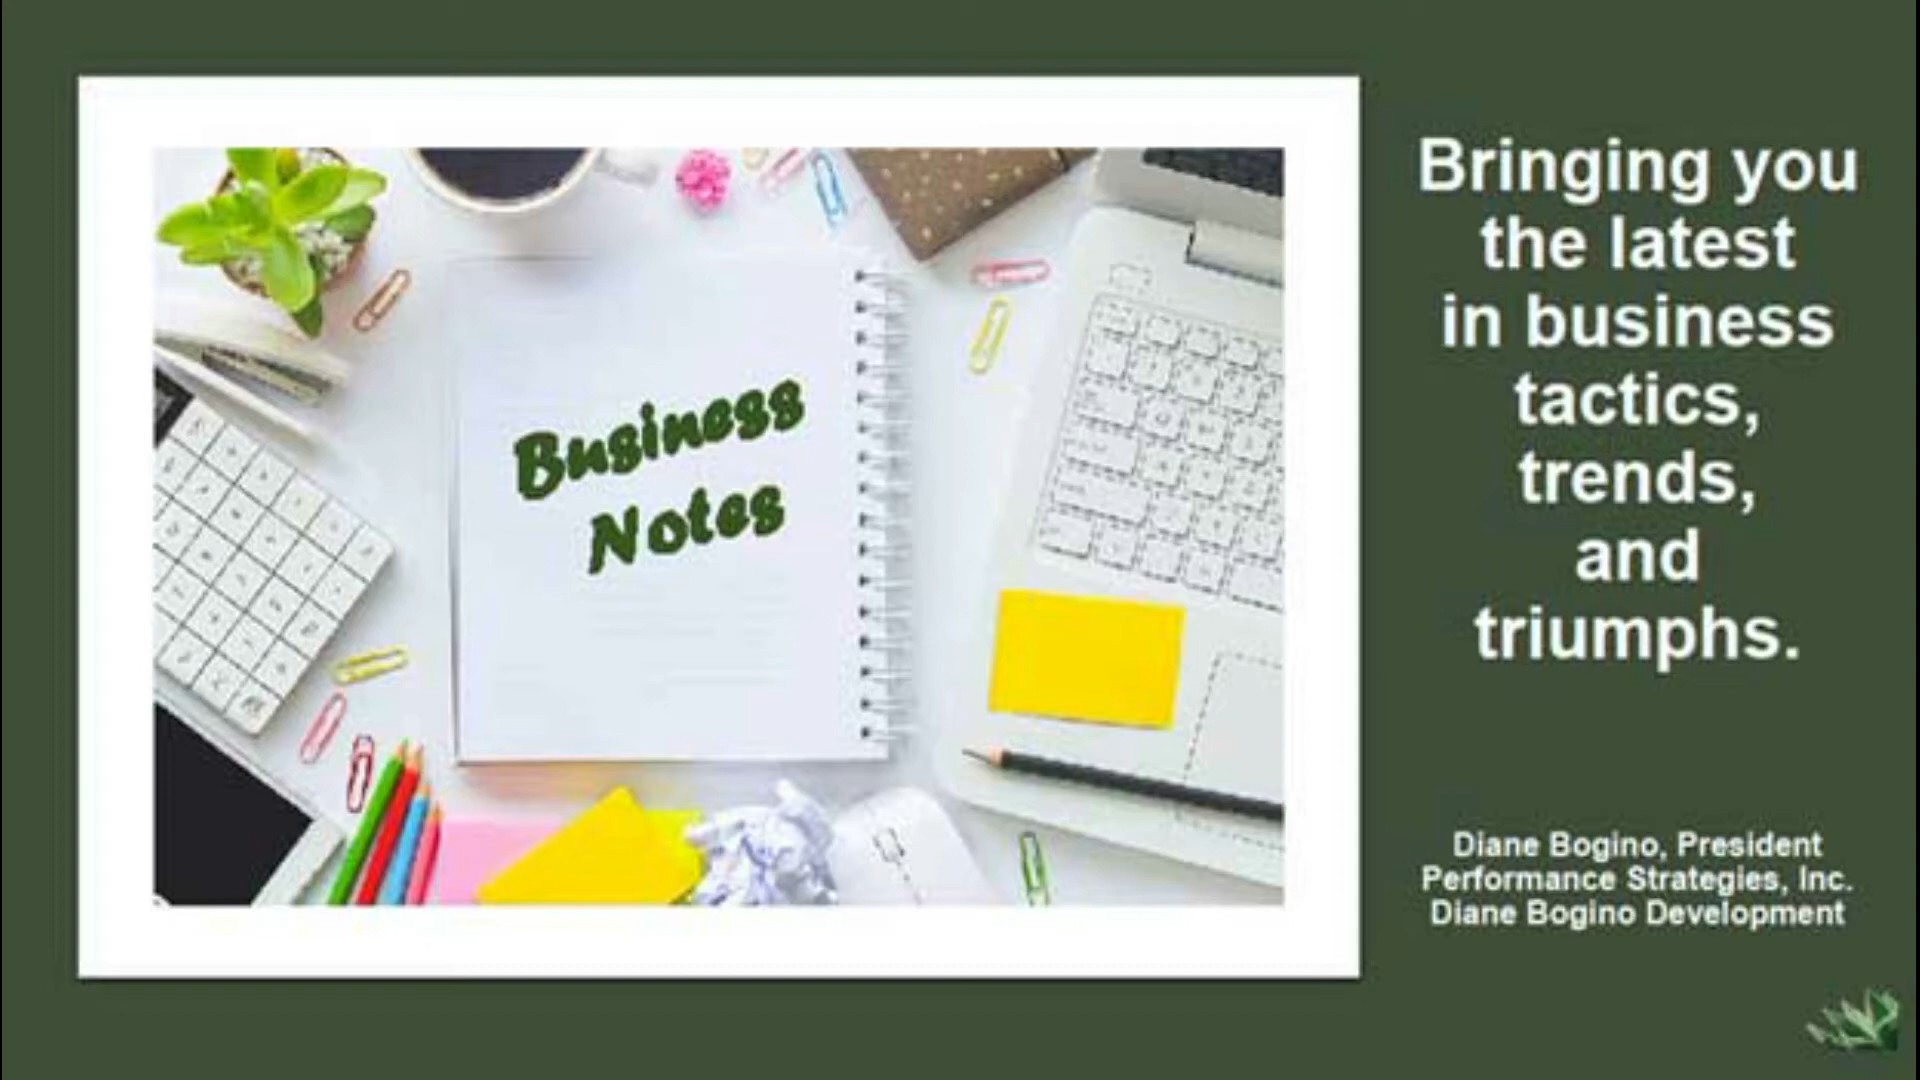 Business
Notes
Bringing you
the latest
in business
tactics,
trends,
and
triumphs.
Diane Bogino, President
Performance Strategies, Inc.
Diane Bogino Development